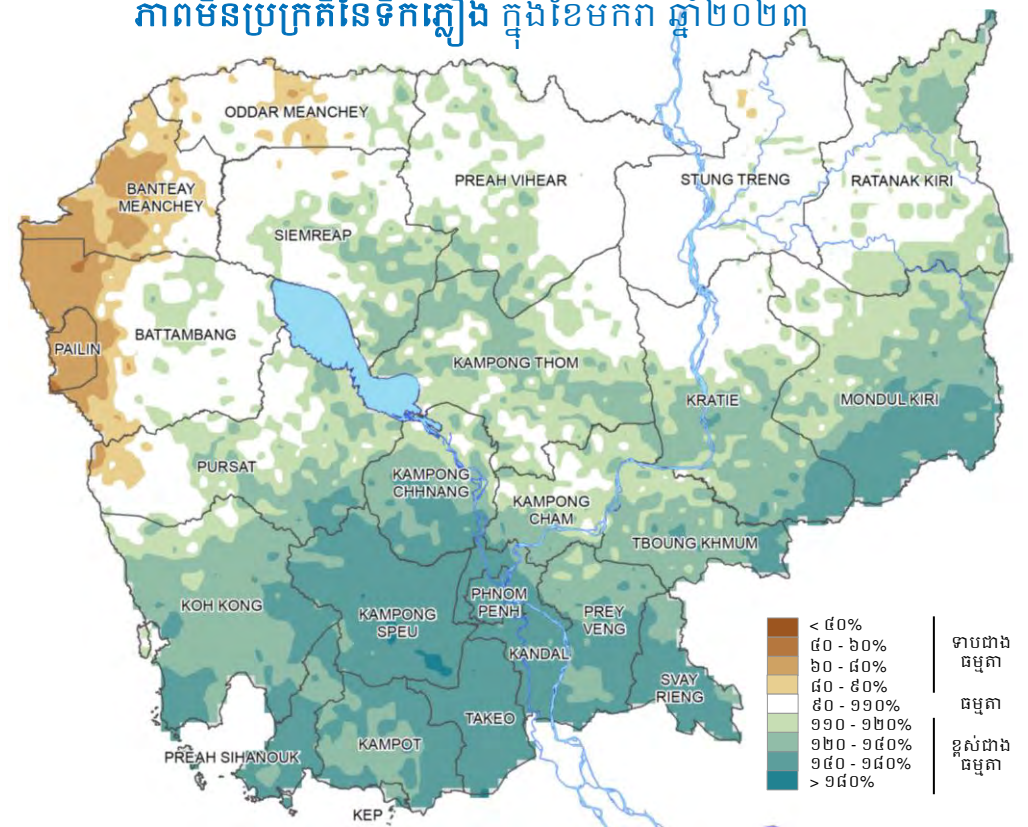 ភាពមិនប្រក្រតីនៃទឹកភ្លៀង ក្នុងខែមករា ឆ្នាំ២០២៣
ODDAR MEANCHEY
BANTEAY
MEANCHEY
PREAH VIHEAR
STUNG TRENG
RATANAK KIRI
SIEMREAP
BATTAMBANG
PAILIN
KAMPONG THOM
KRATIE
MONDUL KIRI
PURSAT
KAMPONG
CHHNANG
KAMPONG
CHAM
TBOUNG KHMUM
KOH KONG
KAMPONG
SPEU
PHNOM
PENH
PREY
VENG
KANDAL
SVAY
RIENG
TAKEO
KAMPOT
PREAH SIHANOUK
KEP
< ៤០%
៤០ - ៦០%
៦០ - ៨០%
៨០ - ៩០%
៩០ - ១១០%
១១០ - ១២០%
១២០ - ១៤០%
១៤០ - ១៨០%
> ១៨០%
ទាបជាង
ធម្មតា
ធម្មតា
ខ្ពស់ជាង
ធម្មតា